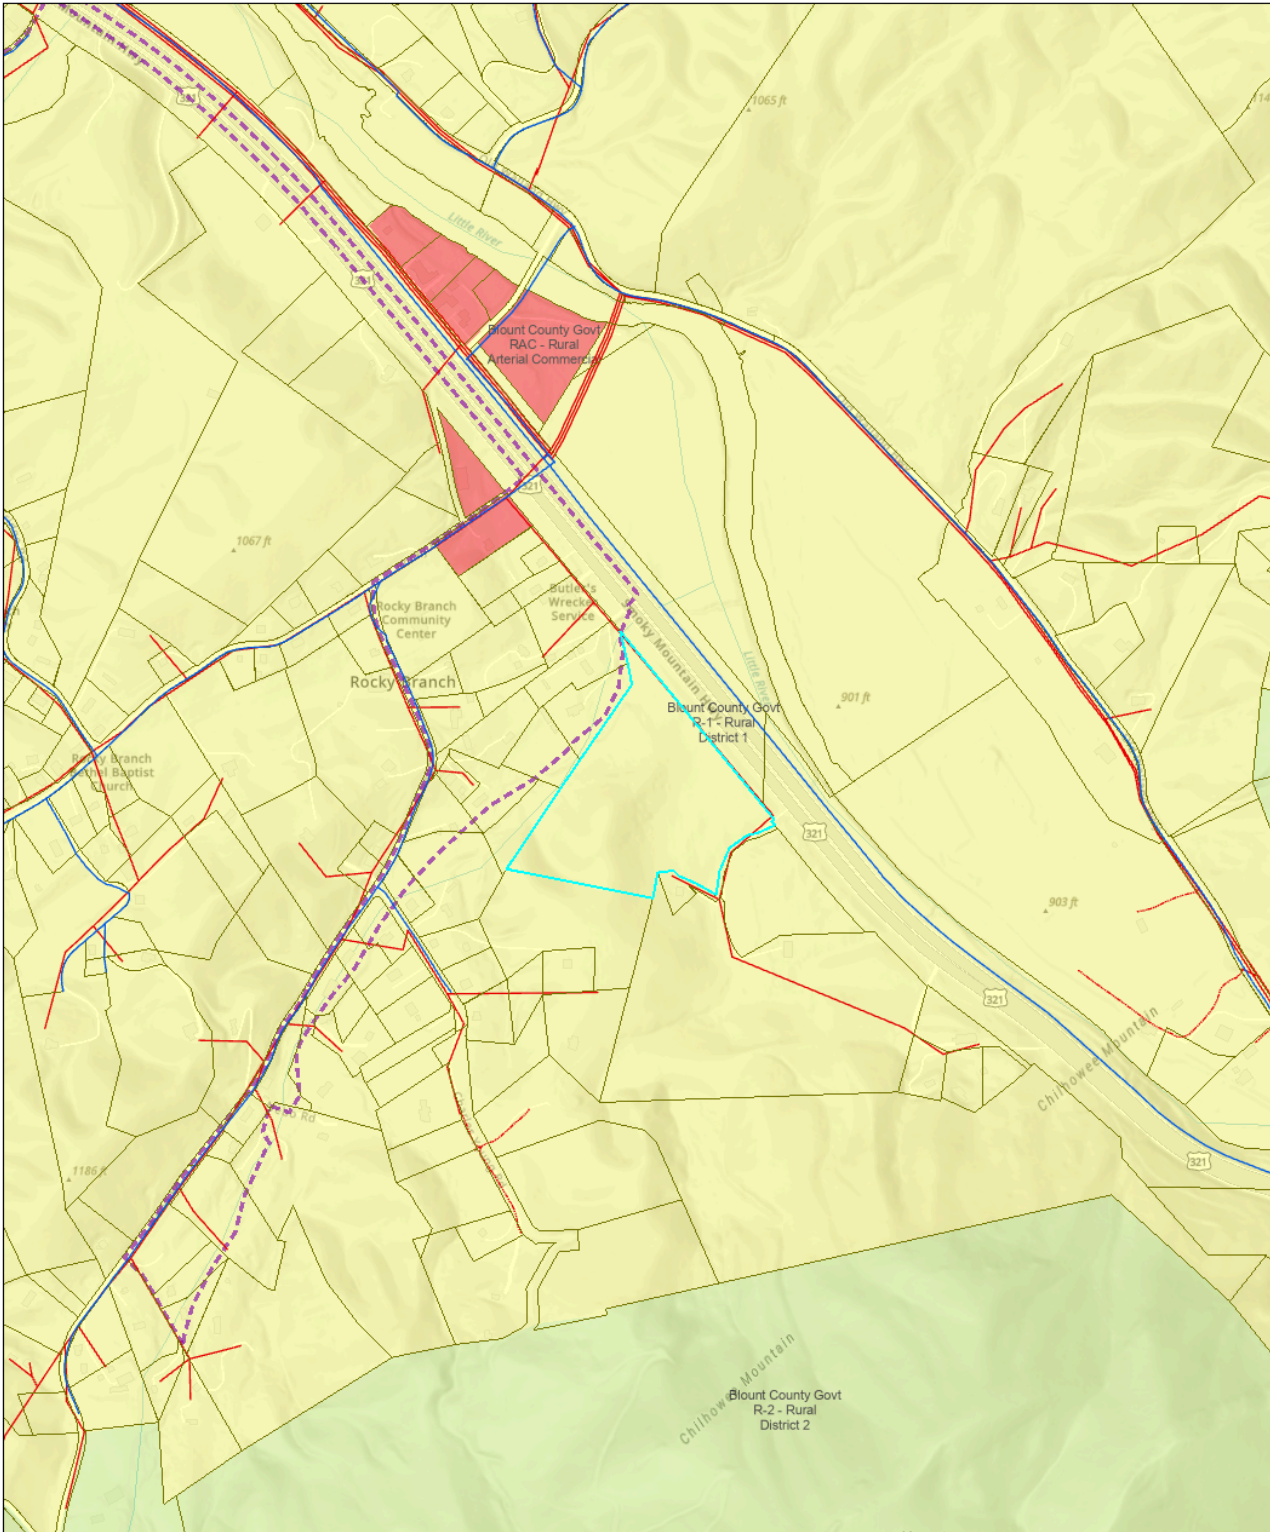 321
1065 ft
Little River
321
Blount County Govt
RAC - Rural
Arterial Commercial
321
1067 ft
Butler's
Wrecker
Service
Rocky Branch
Community
Center
Smoky Mountain Hwy
Rocky Branch
Little River
901 ft
Blount County Govt
R-1 - Rural
District 1
Rocky Branch
Bethel Baptist
Church
321
903 ft
321
Chilhowee Mountain
321
1186 ft
Chilhowee Mountain
Blount County Govt
R-2 - Rural
District 2